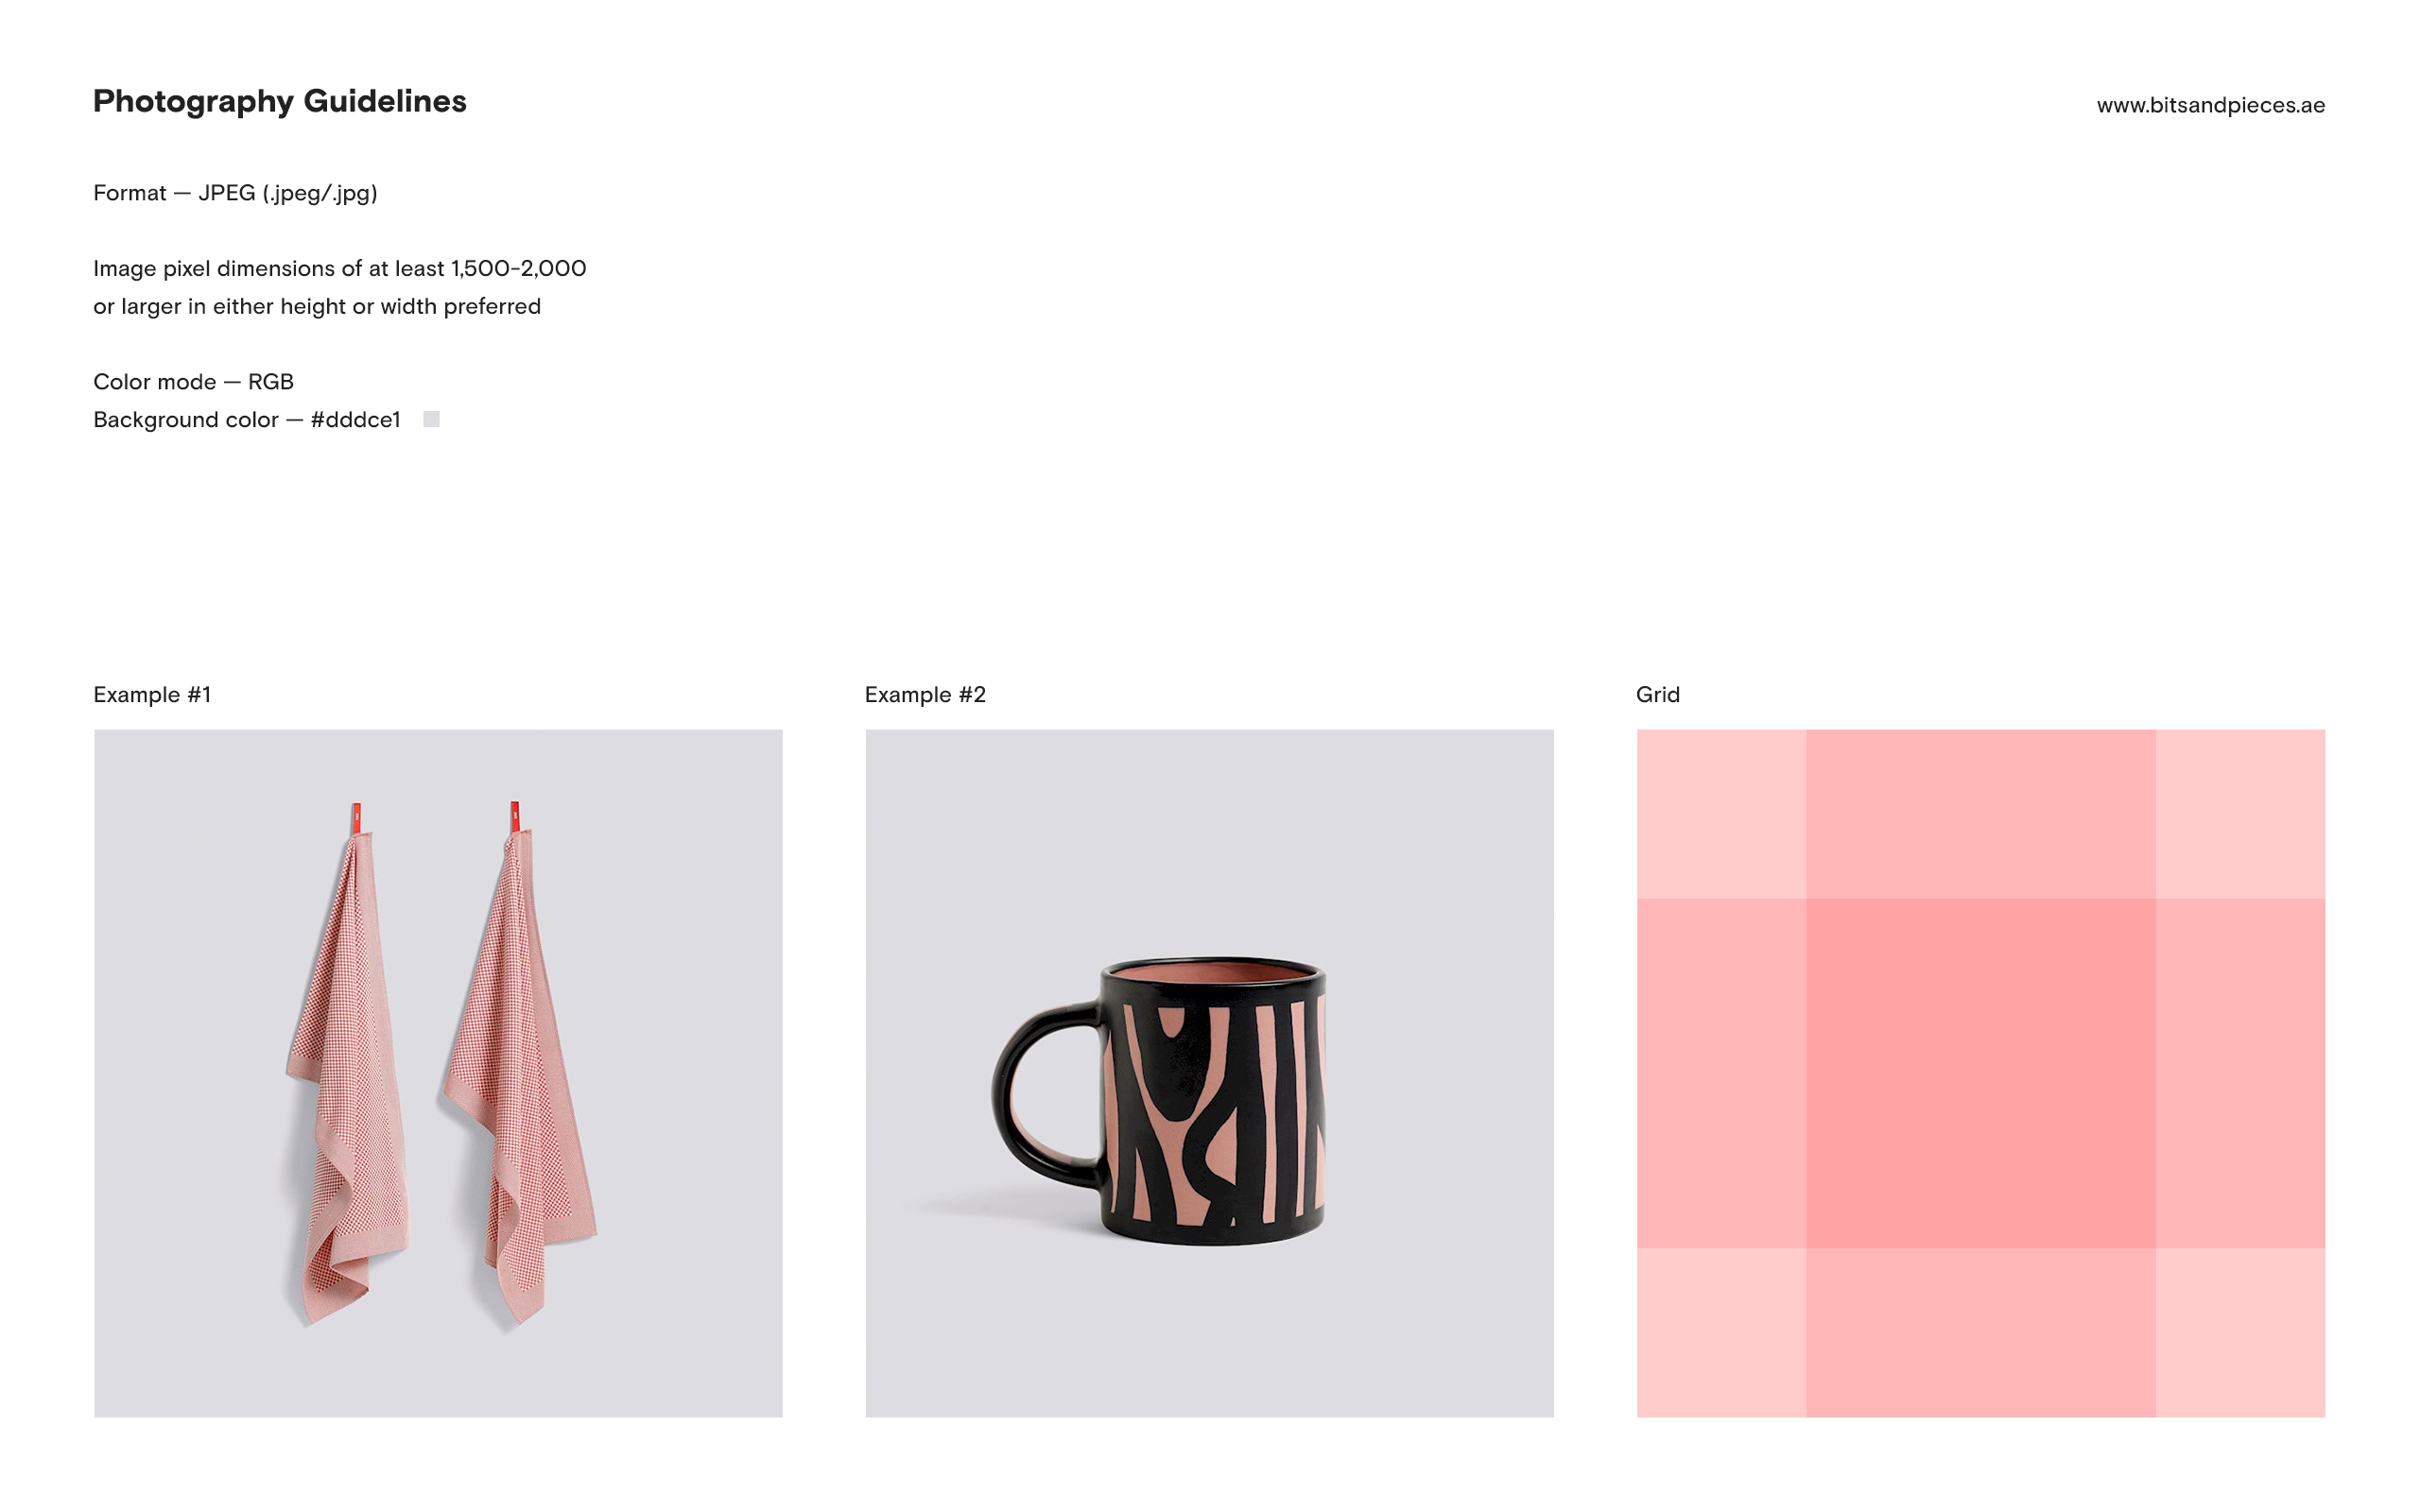 Photography Guidelines
www.bitsandpieces.ae
Format — JPEG (.jpeg/.jpg)
Image pixel dimensions of at least 1,500-2,000
or larger in either height or width preferred
Color mode — RGB
Background color — #dddce1
Example #1
Example #2
Grid